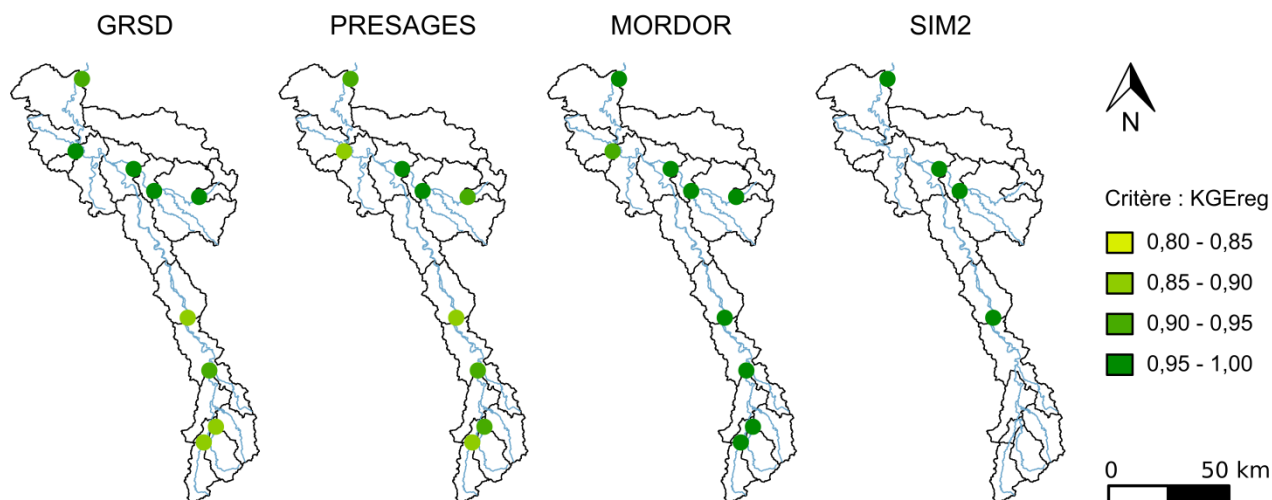 GRSD
PRESAGES
MORDOR
SIM2
N
Critère : KGEreg
0,80 - 0,85
0,85 - 0,90
0,90 - 0,95
0,95 - 1,00
0 50 km